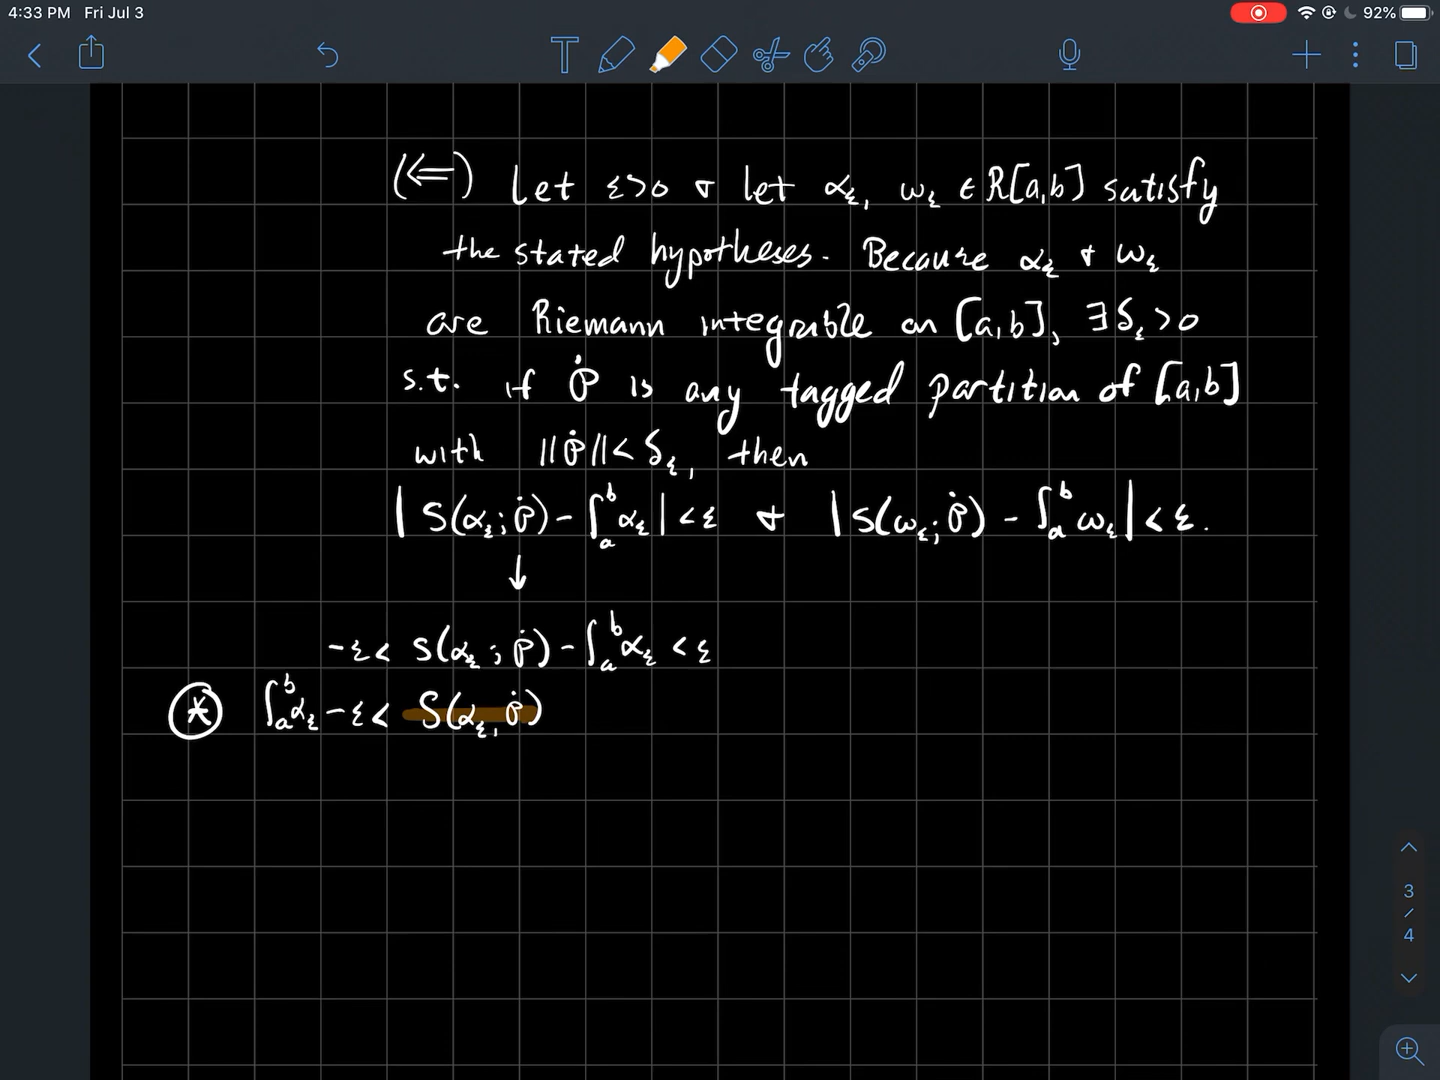 4:33 PM Fri Jul 3 92%
T
(⇐) Let ε>0 & let α_ε, ω_ε ∈ R[a,b] satisfy
the stated hypotheses. Because α_ε & ω_ε
are Riemann integrable on [a,b], ∃δ_ε>0
s.t. if Ṗ is any tagged partition of [a,b]
with ||Ṗ|| < δ_ε, then
|S(α_ε; Ṗ) - ∫_a^b α_ε| < ε & |S(ω_ε; Ṗ) - ∫_a^b ω_ε| < ε.
↓
-ε < S(α_ε; Ṗ) - ∫_a^b α_ε < ε
(*) ∫_a^b α_ε - ε < S(α_ε, Ṗ)
3
/
4